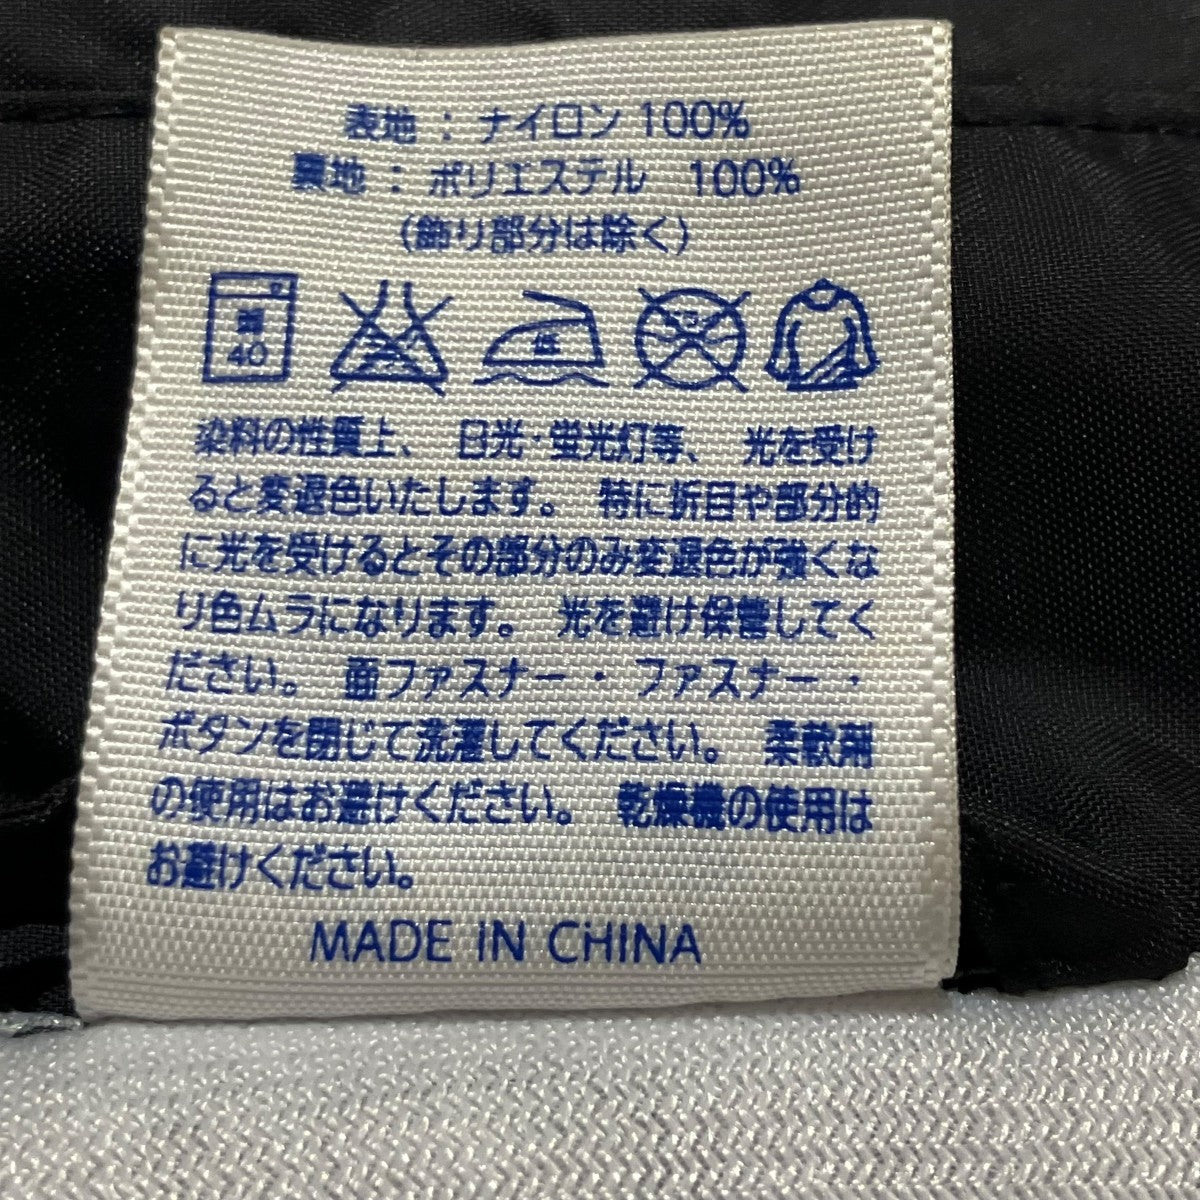 表地：ナイロン 100%
裏地：ポリエステル 100%
(飾り部分は除く)
弱
40
低
染料の性質上、日光・蛍光灯等、光を受け
ると変退色いたします。特に折目や部分的
に光を受けるとその部分のみ変退色が強くな
り色ムラになります。光を避け保管してく
ださい。面ファスナー・ファスナー・
ボタンを閉じて洗濯してください。柔軟剤
の使用はお避けください。乾燥機の使用は
お避けください。
MADE IN CHINA